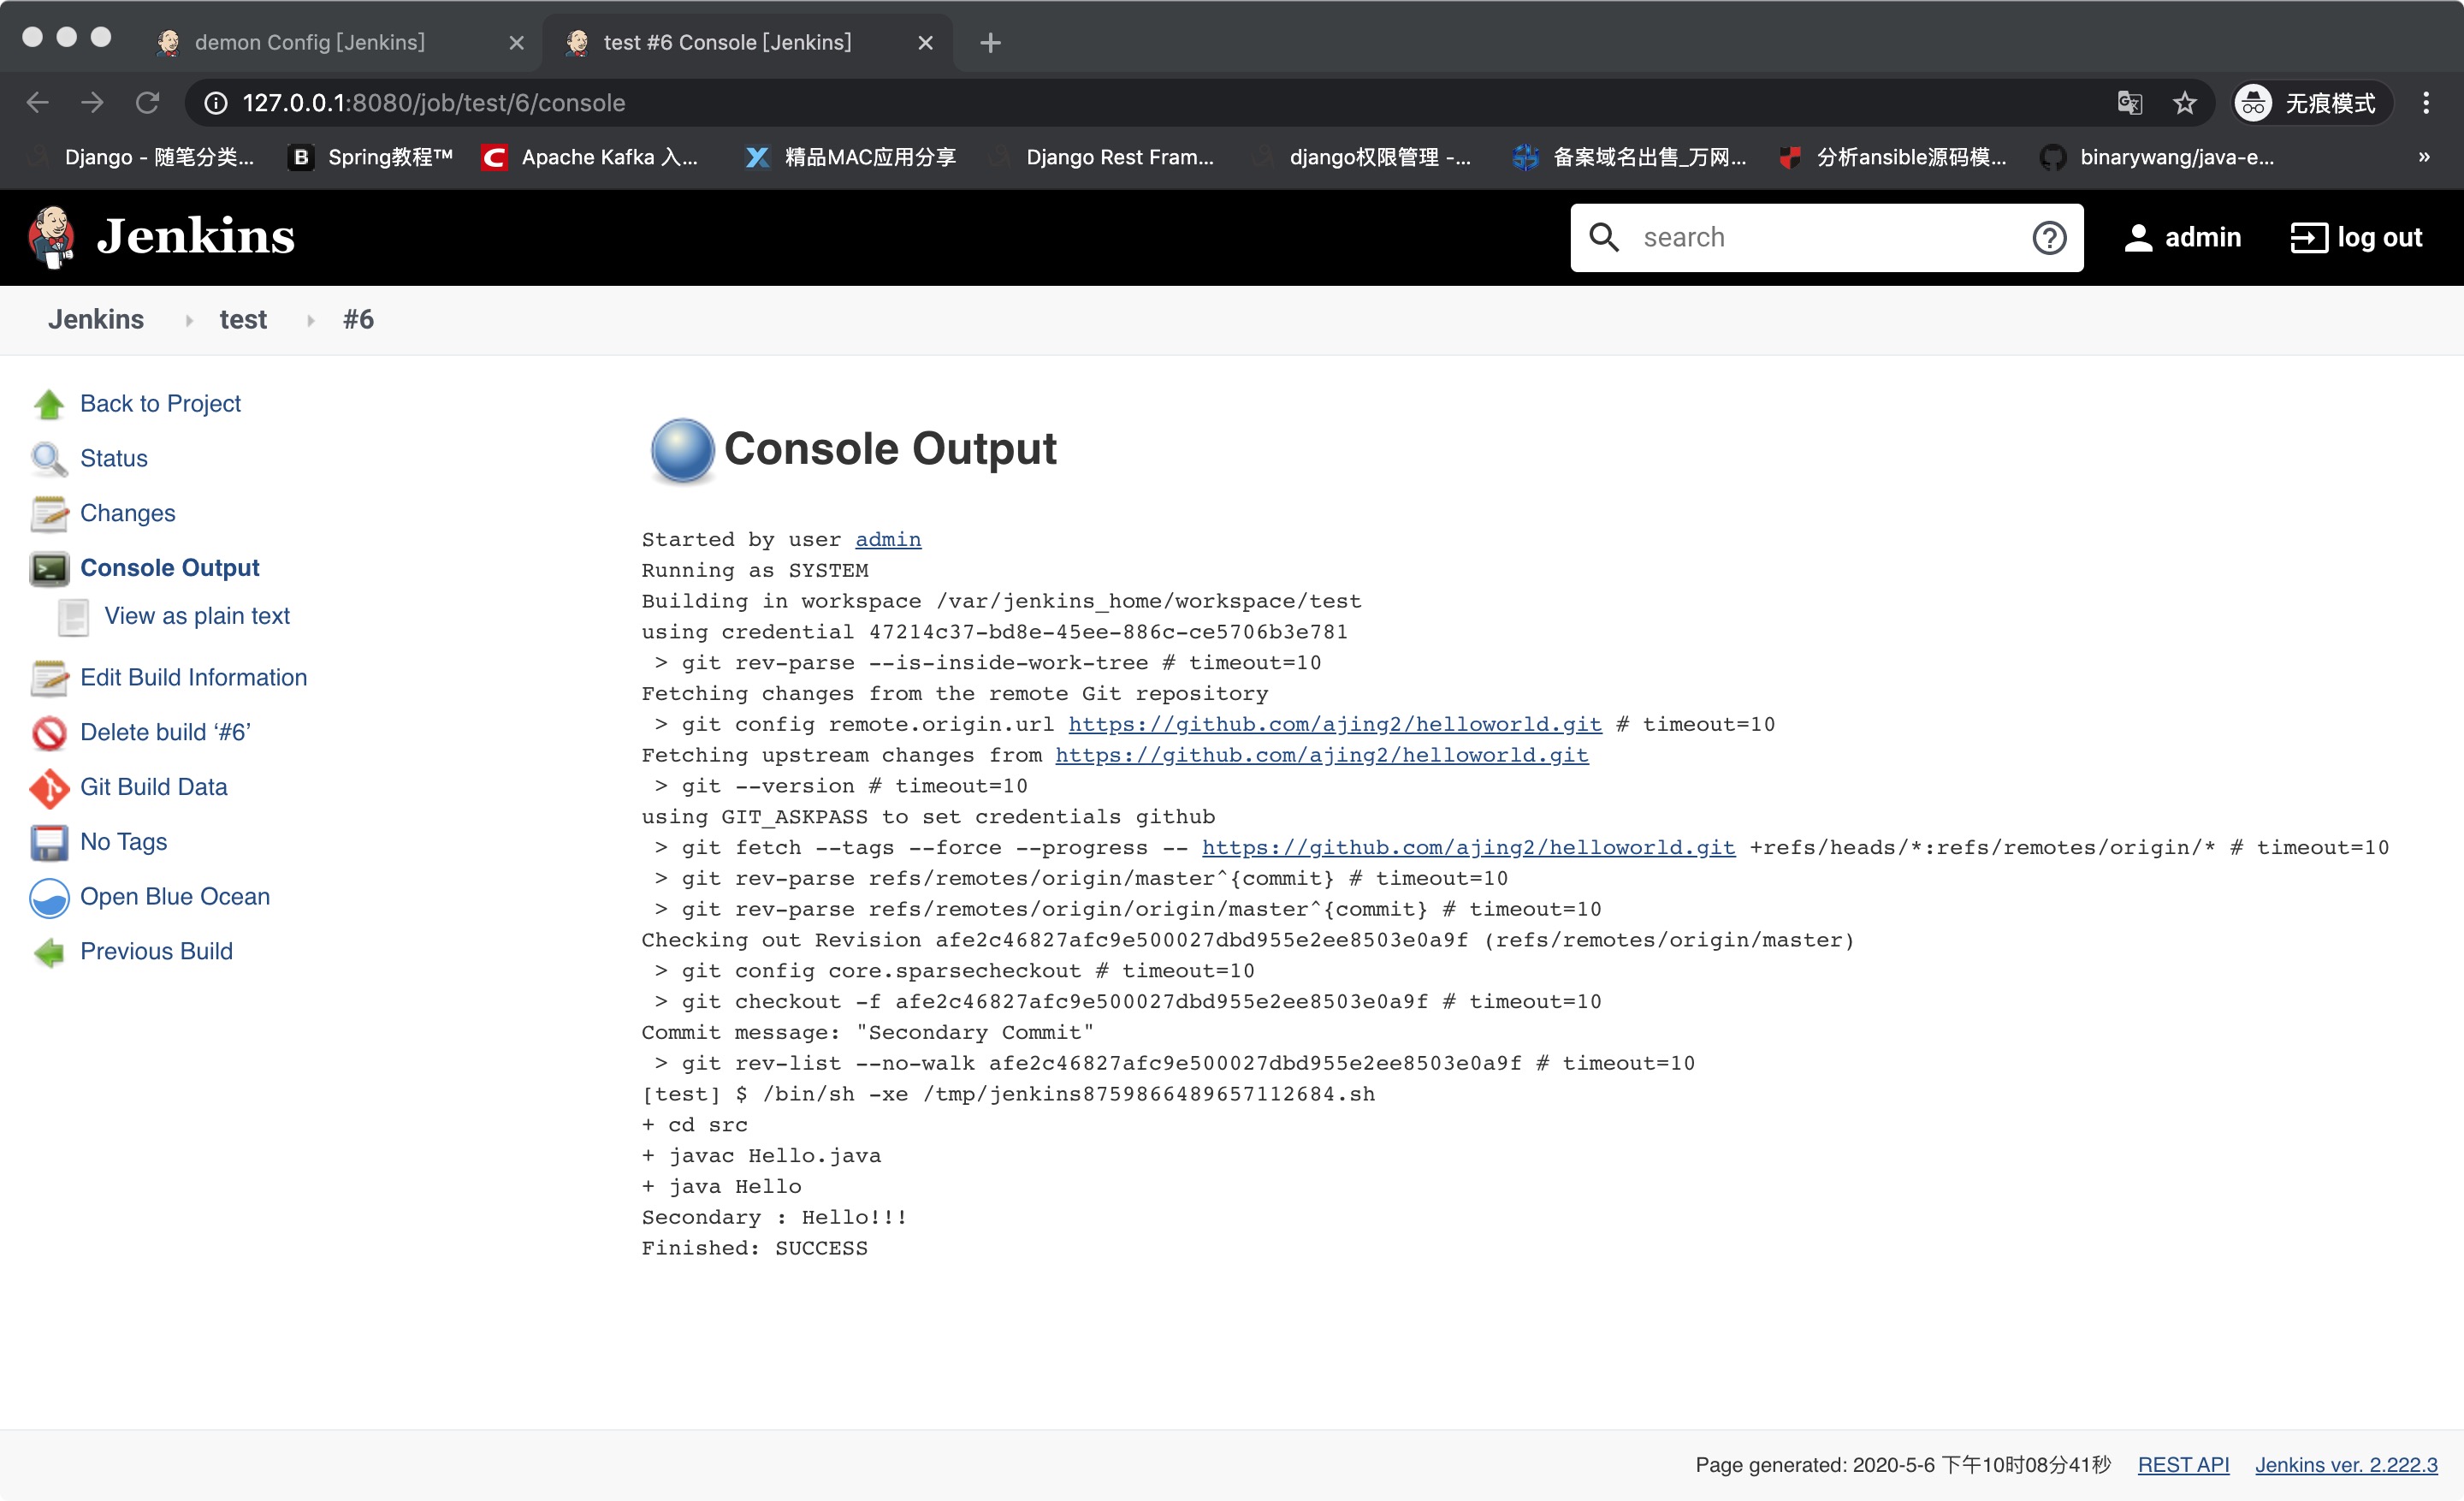 demon Config [Jenkins]
test #6 Console [Jenkins]
127.0.0.1:8080/job/test/6/console
无痕模式
Django - 随笔分类...
Spring教程™
Apache Kafka 入...
精品MAC应用分享
Django Rest Fram...
django权限管理 -...
备案域名出售_万网...
分析ansible源码模...
binarywang/java-e...
»
Jenkins
search
admin
log out
Jenkins
test
#6
Back to Project
Status
Changes
Console Output
View as plain text
Edit Build Information
Delete build ‘#6’
Git Build Data
No Tags
Open Blue Ocean
Previous Build
Console Output
Started by user admin
Running as SYSTEM
Building in workspace /var/jenkins_home/workspace/test
using credential 47214c37-bd8e-45ee-886c-ce5706b3e781
 > git rev-parse --is-inside-work-tree # timeout=10
Fetching changes from the remote Git repository
 > git config remote.origin.url https://github.com/ajing2/helloworld.git # timeout=10
Fetching upstream changes from https://github.com/ajing2/helloworld.git
 > git --version # timeout=10
using GIT_ASKPASS to set credentials github
 > git fetch --tags --force --progress -- https://github.com/ajing2/helloworld.git +refs/heads/*:refs/remotes/origin/* # timeout=10
 > git rev-parse refs/remotes/origin/master^{commit} # timeout=10
 > git rev-parse refs/remotes/origin/origin/master^{commit} # timeout=10
Checking out Revision afe2c46827afc9e500027dbd955e2ee8503e0a9f (refs/remotes/origin/master)
 > git config core.sparsecheckout # timeout=10
 > git checkout -f afe2c46827afc9e500027dbd955e2ee8503e0a9f # timeout=10
Commit message: "Secondary Commit"
 > git rev-list --no-walk afe2c46827afc9e500027dbd955e2ee8503e0a9f # timeout=10
[test] $ /bin/sh -xe /tmp/jenkins8759866489657112684.sh
+ cd src
+ javac Hello.java
+ java Hello
Secondary : Hello!!!
Finished: SUCCESS
Page generated: 2020-5-6 下午10时08分41秒
REST API
Jenkins ver. 2.222.3